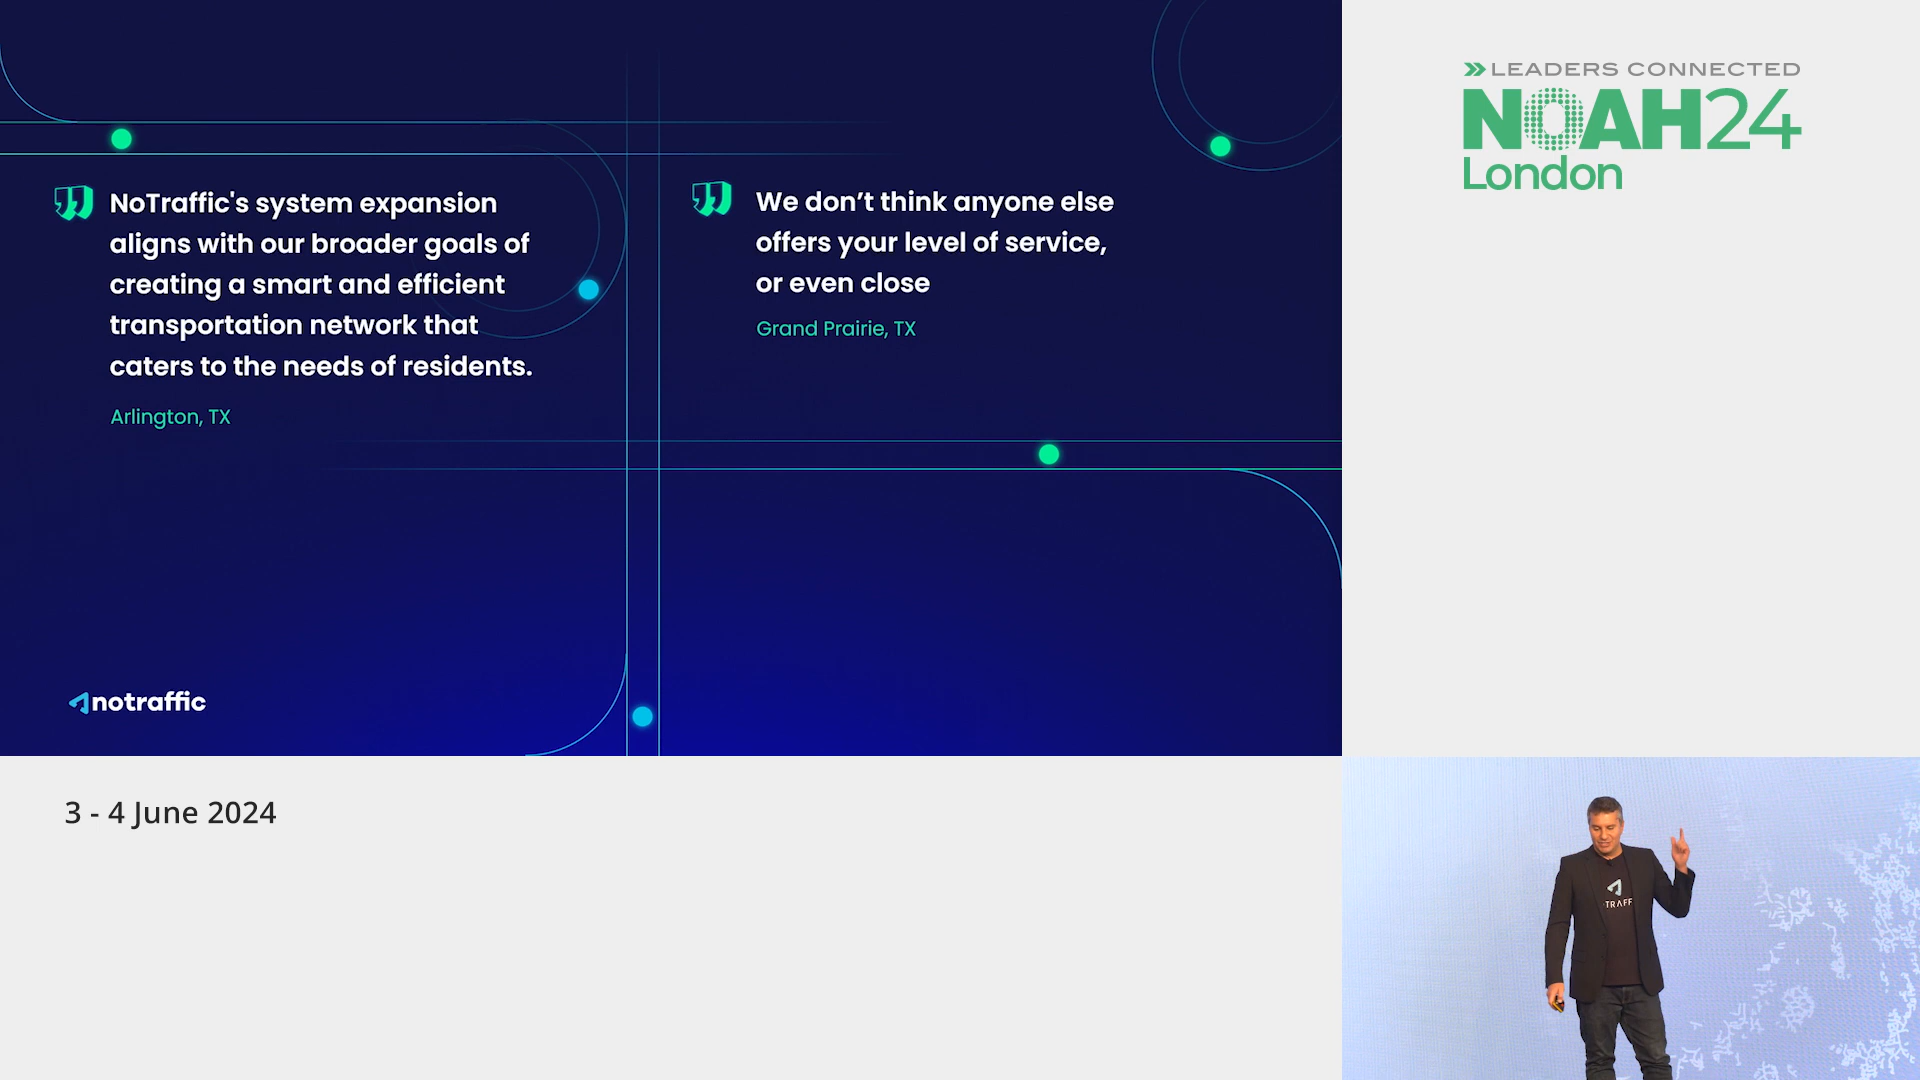 NoTraffic's system expansion
aligns with our broader goals of
creating a smart and efficient
transportation network that
caters to the needs of residents.
Arlington, TX
We don’t think anyone else
offers your level of service,
or even close
Grand Prairie, TX
notraffic
LEADERS CONNECTED
NOAH24
London
3 - 4 June 2024
TRAFF